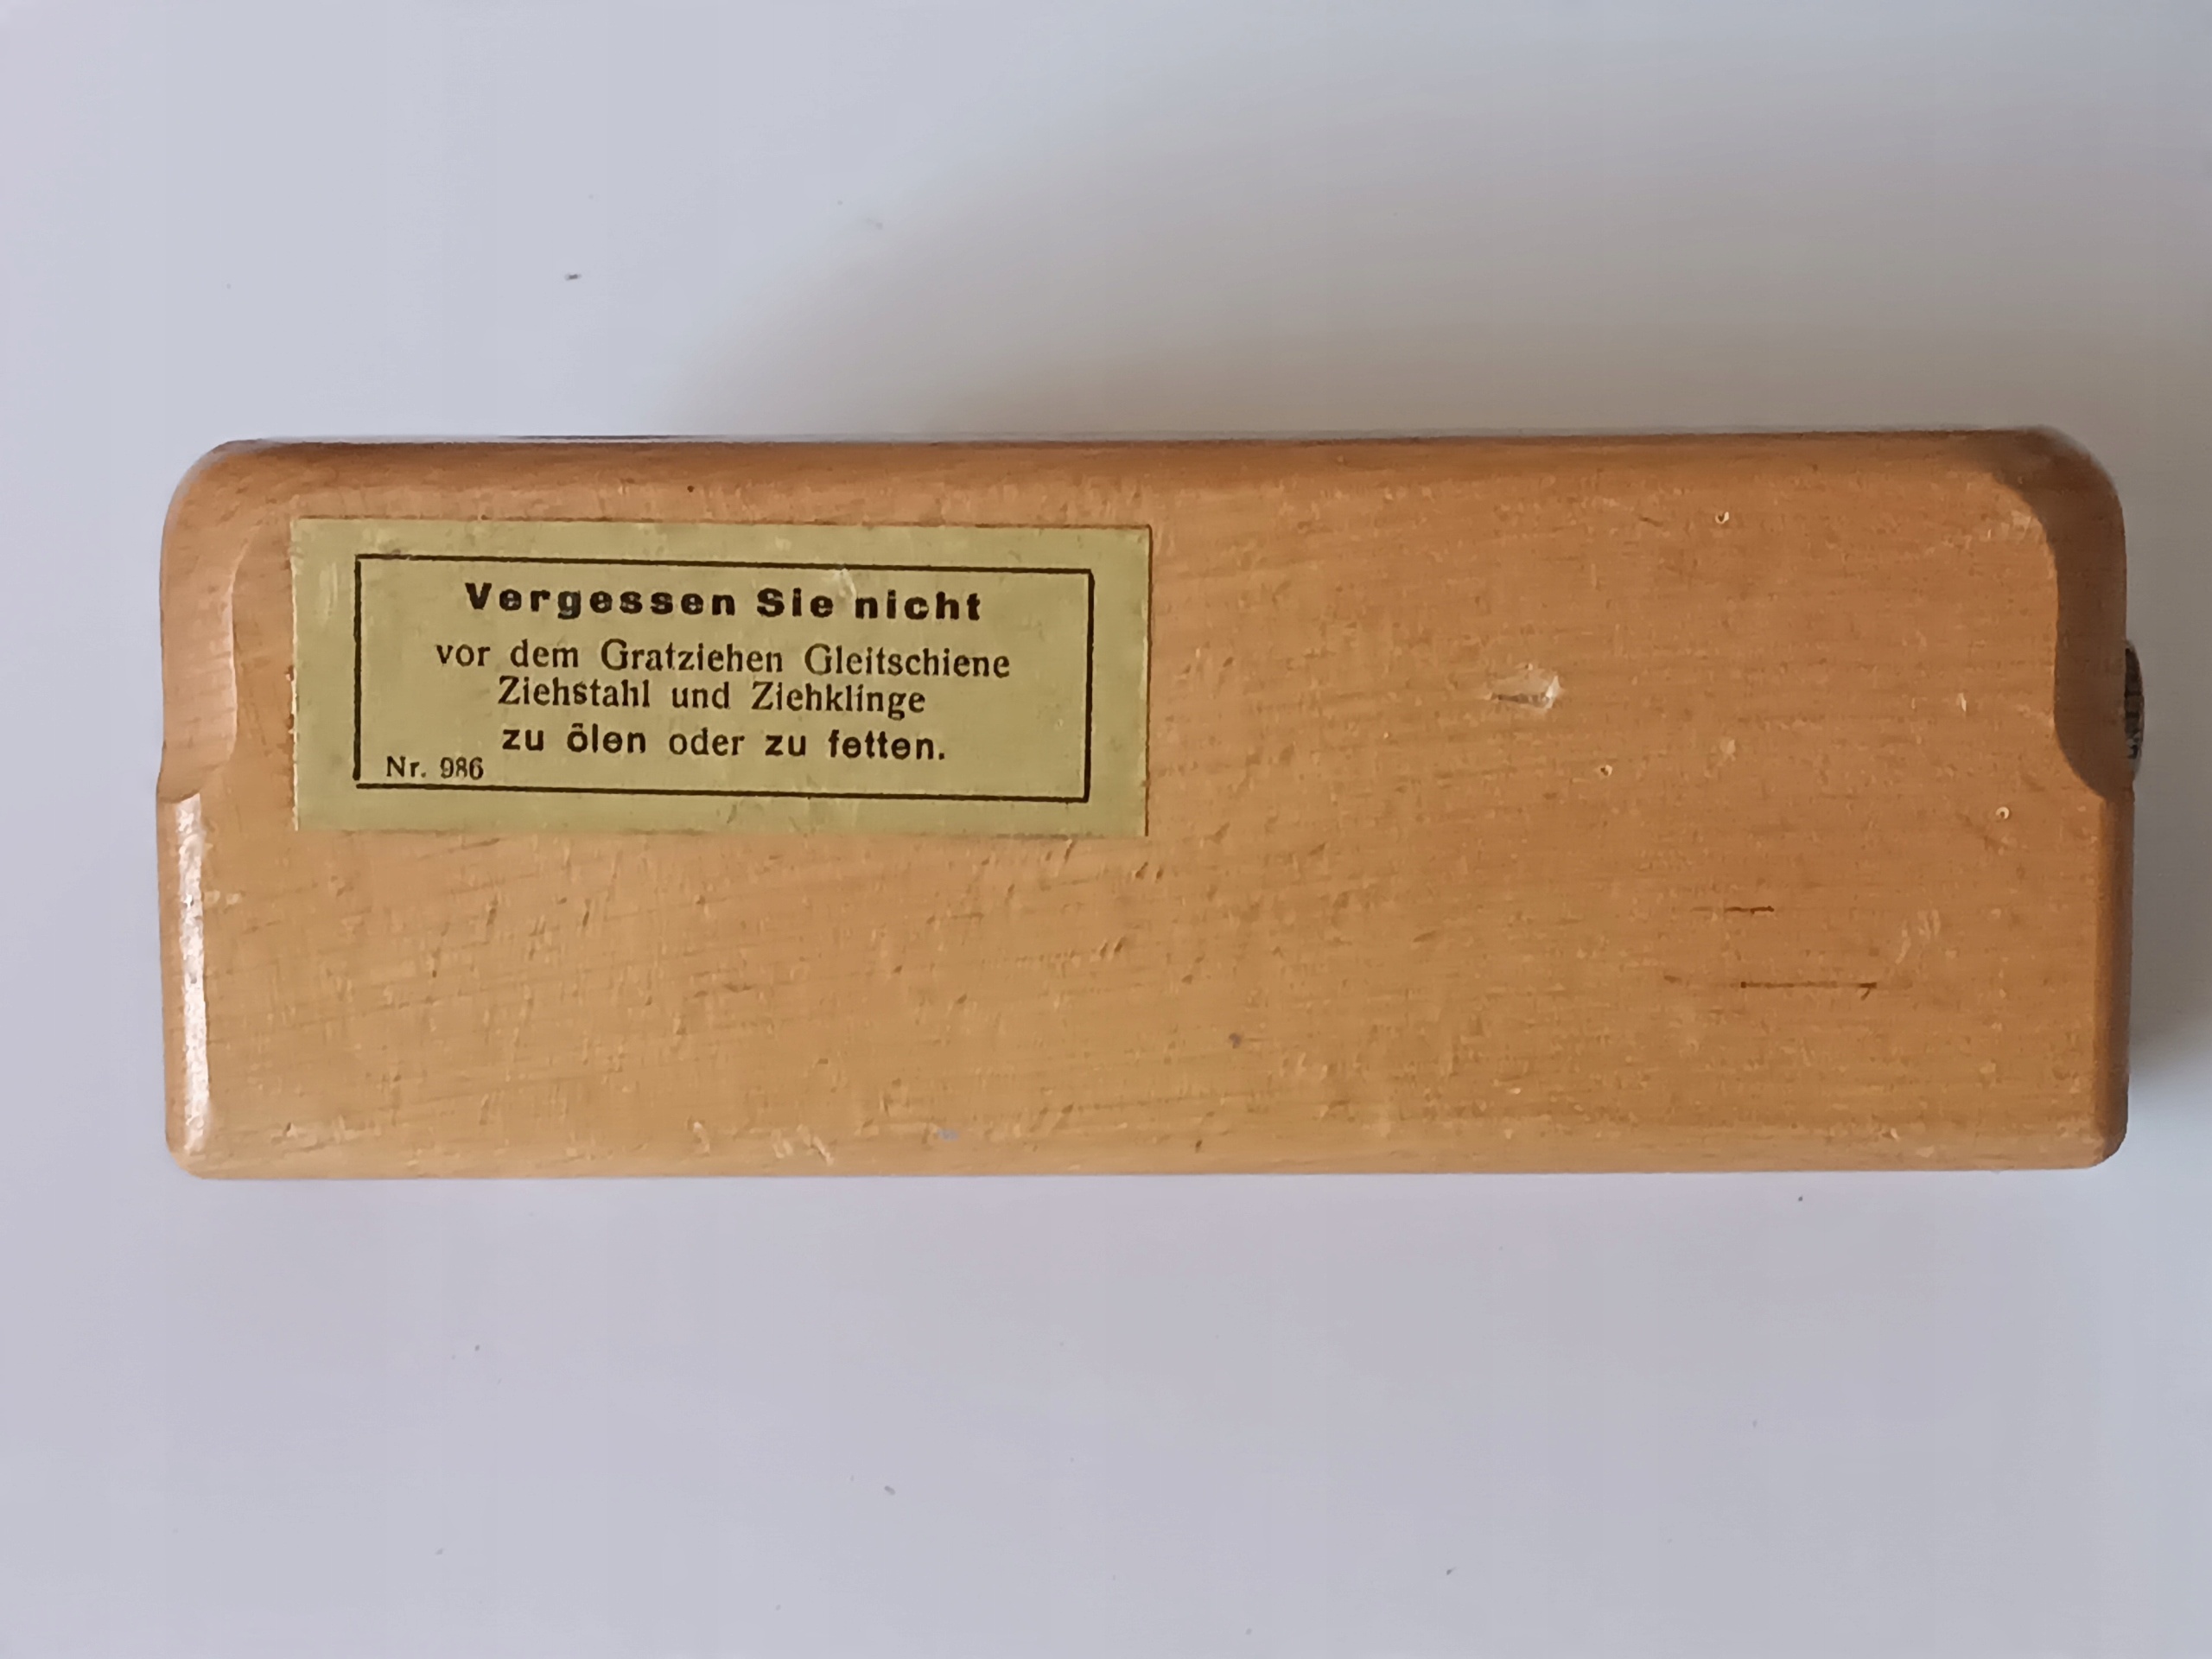 Vergessen Sie nicht
vor dem Gratziehen Gleitschiene
Ziehstahl und Ziehklinge
zu ölen oder zu fetten.
Nr. 986